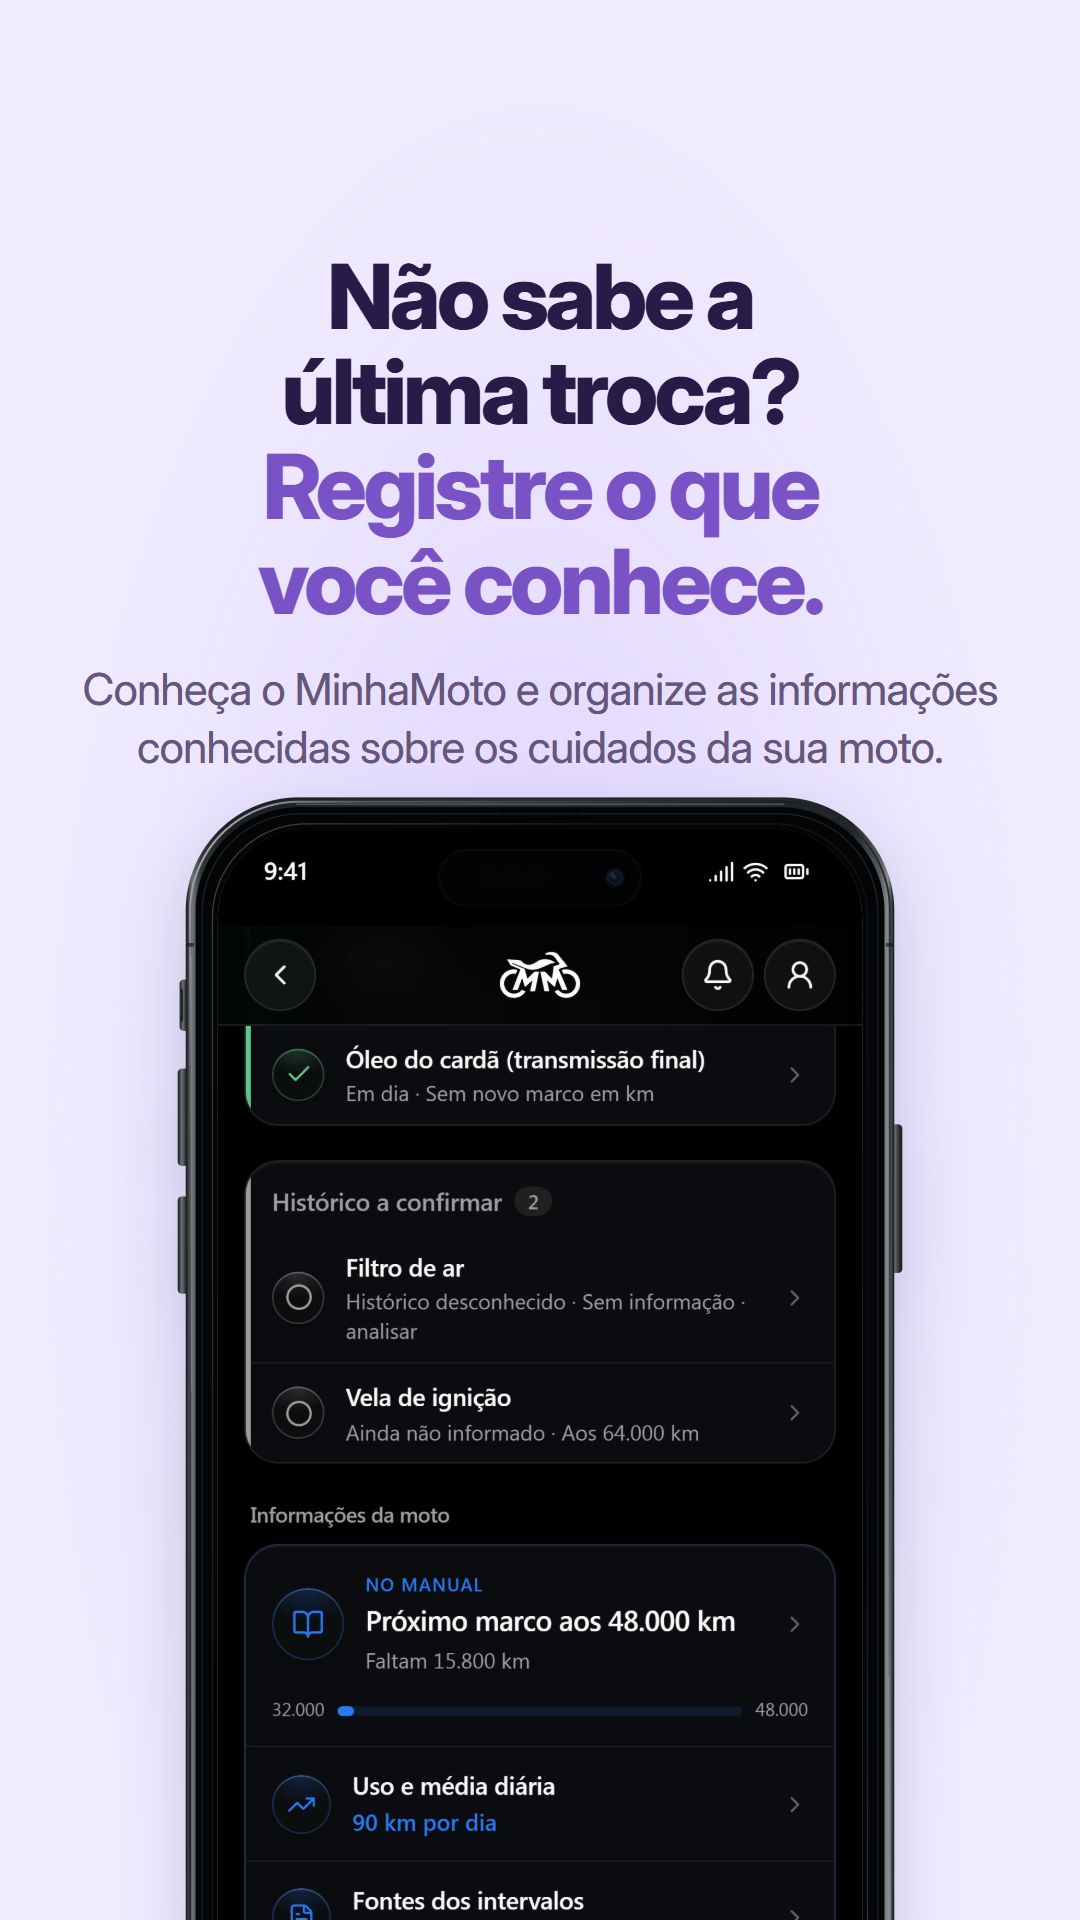 Não sabe a
última troca?
Registre o que
você conhece.
Conheça o MinhaMoto e organize as informações
conhecidas sobre os cuidados da sua moto.
9:41
MM
Óleo do cardã (transmissão final)
Em dia · Sem novo marco em km
Histórico a confirmar 2
Filtro de ar
Histórico desconhecido · Sem informação ·
analisar
Vela de ignição
Ainda não informado · Aos 64.000 km
Informações da moto
NO MANUAL
Próximo marco aos 48.000 km
Faltam 15.800 km
32.000 48.000
Uso e média diária
90 km por dia
Fontes dos intervalos